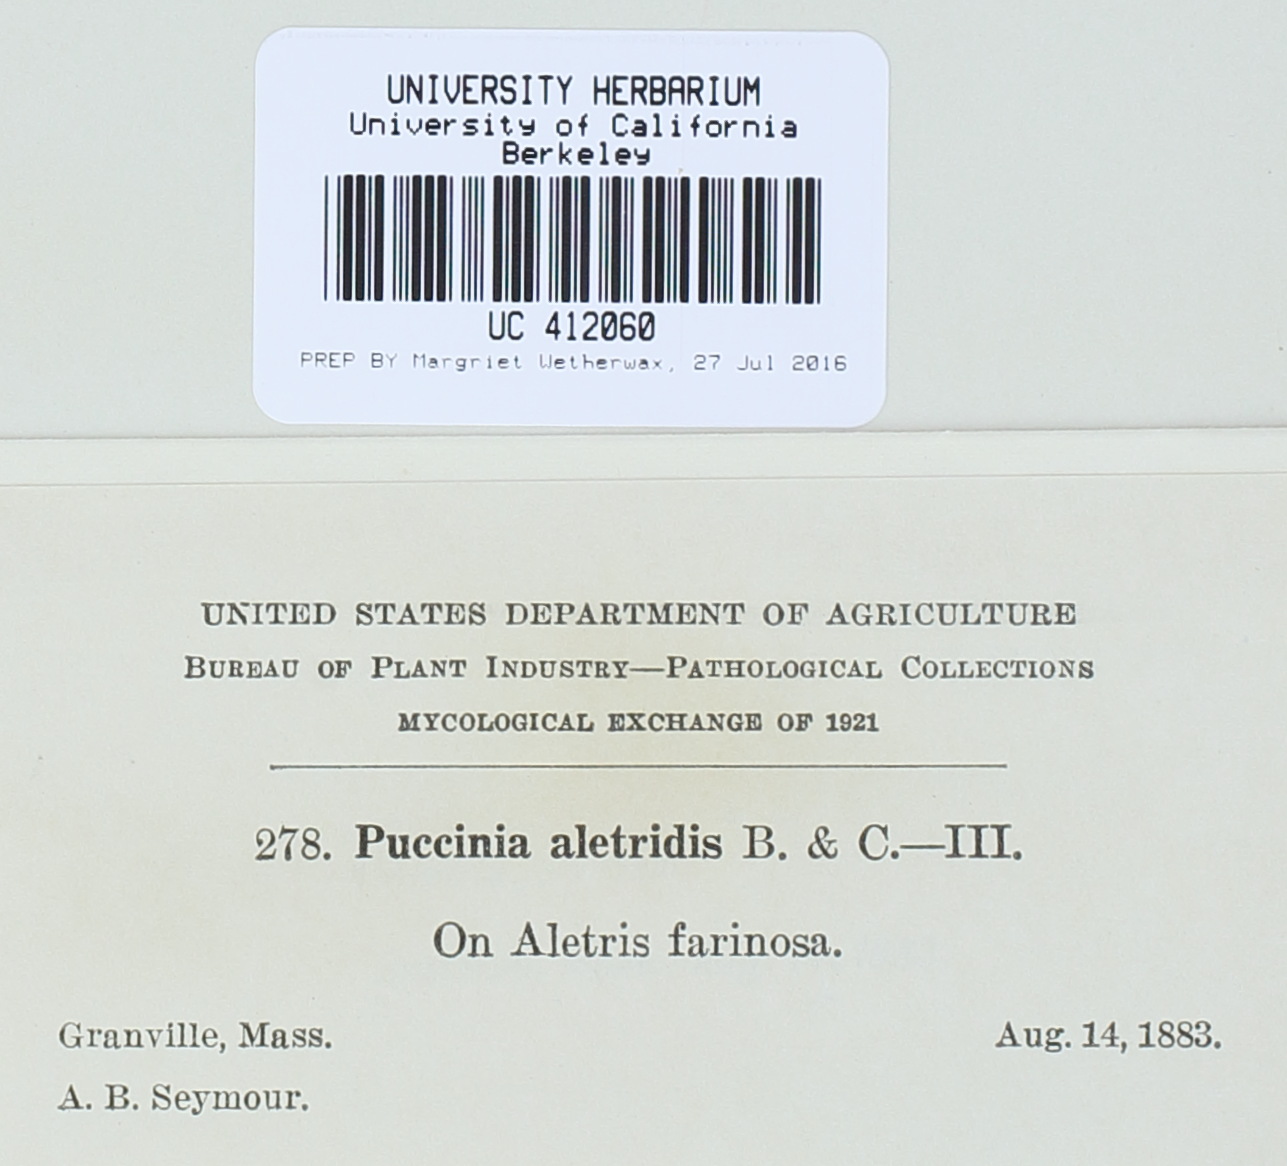 UNIVERSITY HERBARIUM
University of California
Berkeley
UC 412060
PREP BY Margriet Wetherwax, 27 Jul 2016
UNITED STATES DEPARTMENT OF AGRICULTURE
BUREAU OF PLANT INDUSTRY—PATHOLOGICAL COLLECTIONS
MYCOLOGICAL EXCHANGE OF 1921
278. Puccinia aletridis B. & C.—III.
On Aletris farinosa.
Granville, Mass. Aug. 14, 1883.
A. B. Seymour.